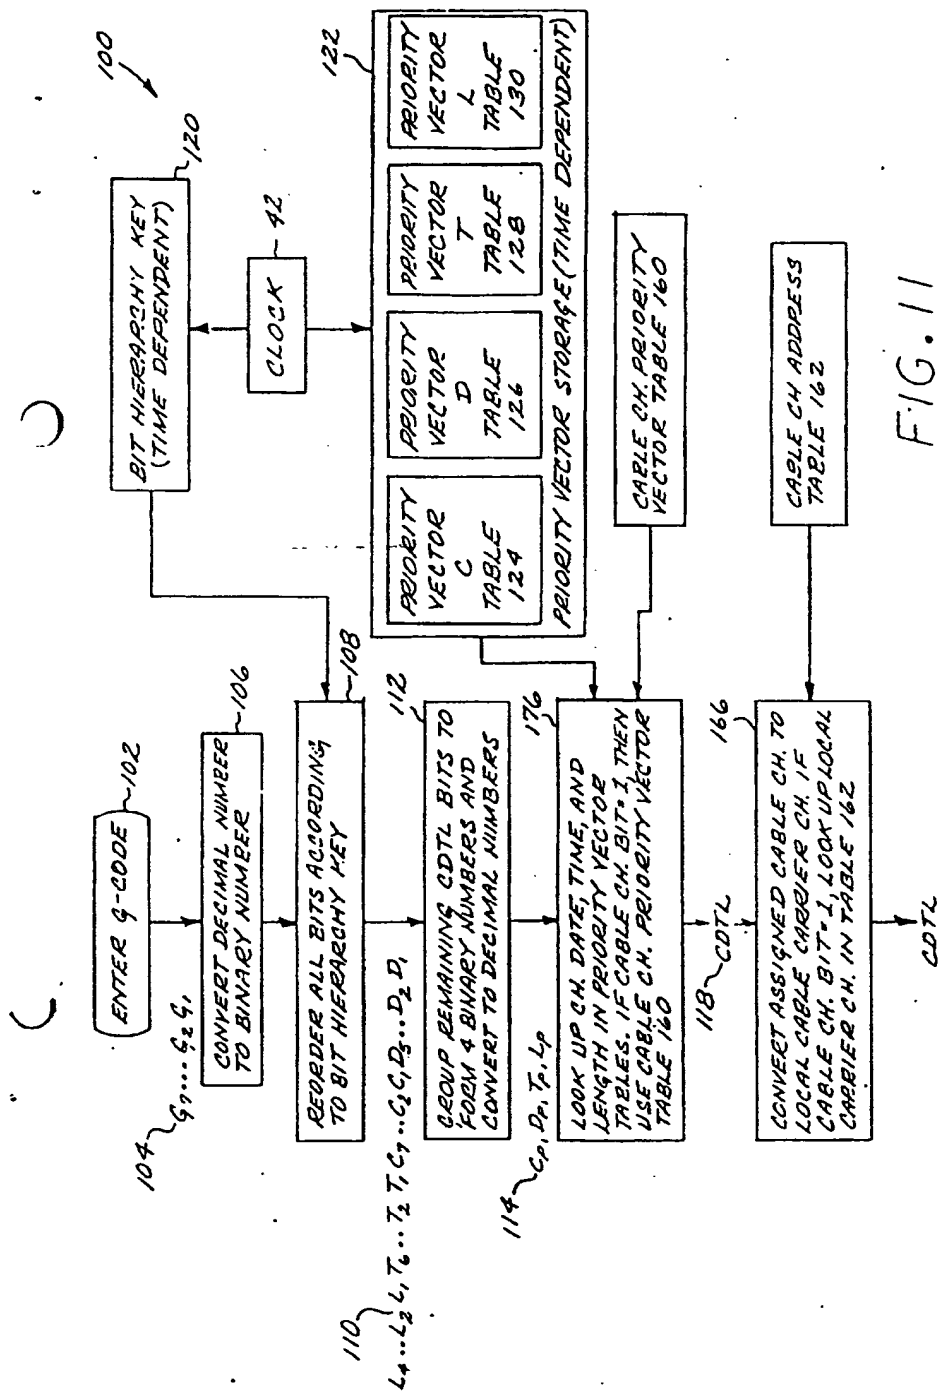 100
ENTER G-CODE
102
104
G7....G2G1
CONVERT DECIMAL NUMBER
TO BINARY NUMBER
106
REORDER ALL BITS ACCORDING
TO BIT HIERARCHY KEY
108
110
L4...L2L1T6..T2T1C7..C2C1D5..D2D1
GROUP REMAINING CDTL BITS TO
FORM 4 BINARY NUMBERS AND
CONVERT TO DECIMAL NUMBERS
112
114
Cp, Dp, Tp, Lp
LOOK UP CH. DATE, TIME, AND
LENGTH IN PRIORITY VECTOR
TABLES. IF CABLE CH. BIT=1, THEN
USE CABLE CH. PRIORITY VECTOR
TABLE 160
176
118
CDTL
CONVERT ASSIGNED CABLE CH. TO
LOCAL CABLE CARRIER CH. IF
CABLE CH. BIT=1, LOOK UP LOCAL
CARRIER CH. IN TABLE 162
166
CDTL
BIT HIERARCHY KEY
(TIME DEPENDENT)
120
CLOCK
42
122
PRIORITY
VECTOR
C
TABLE
124
PRIORITY
VECTOR
D
TABLE
126
PRIORITY
VECTOR
T
TABLE
128
PRIORITY
VECTOR
L
TABLE
130
PRIORITY VECTOR STORAGE (TIME DEPENDENT)
CABLE CH. PRIORITY
VECTOR TABLE 160
CABLE CH ADDRESS
TABLE 162
FIG. 11